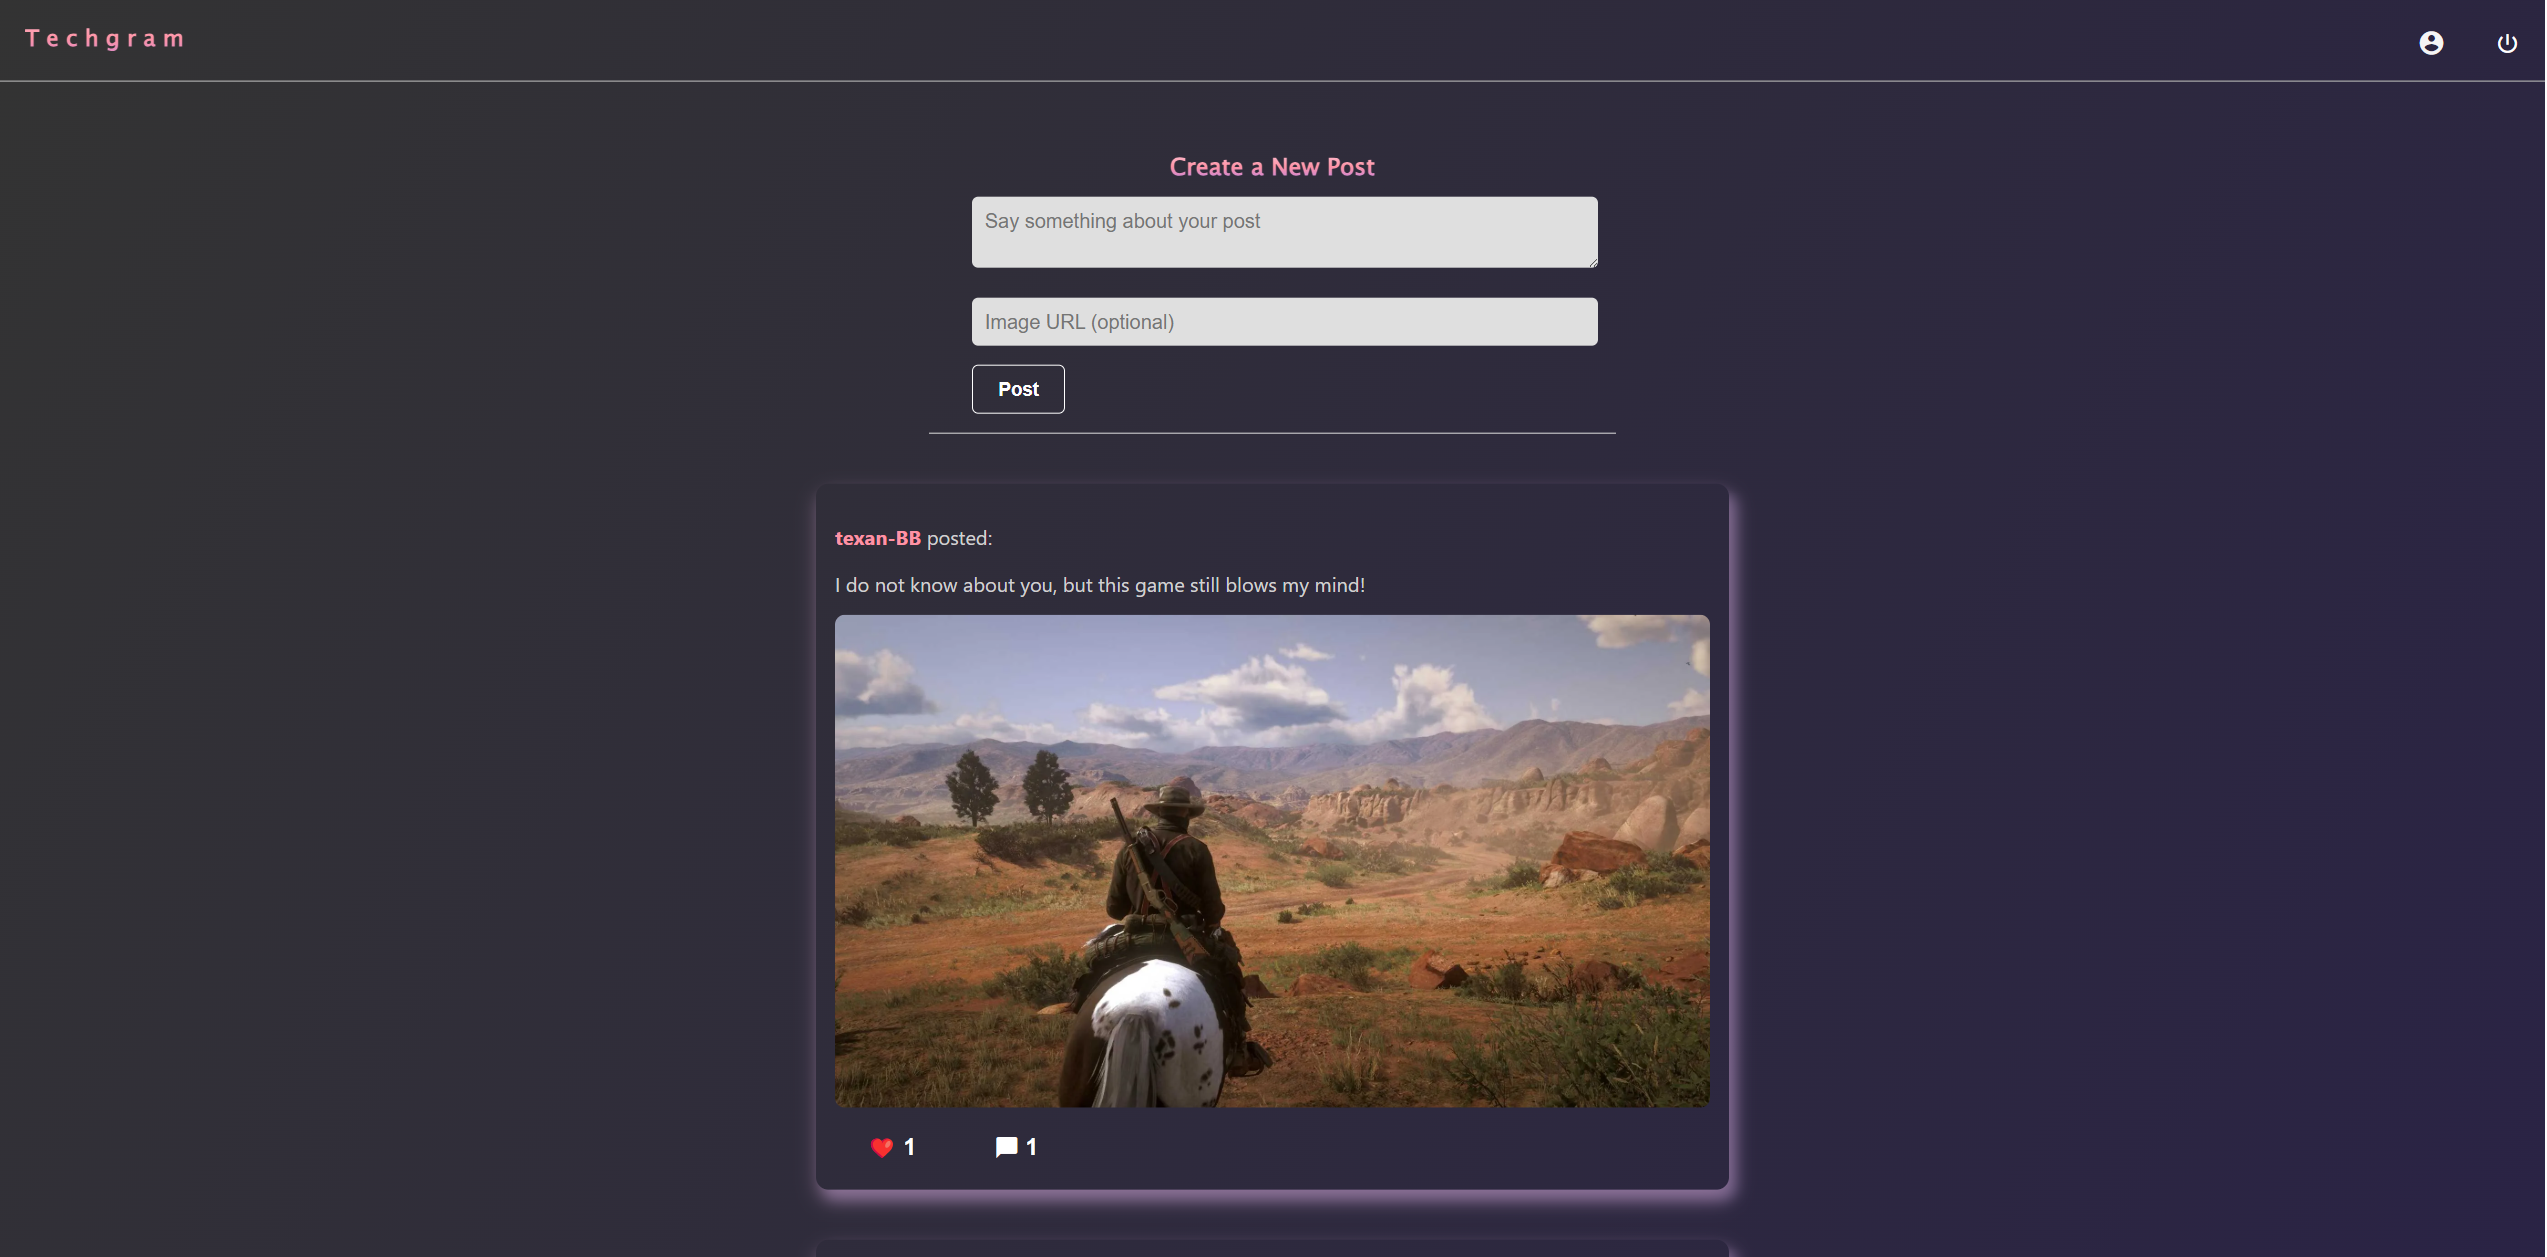 Techgram
Create a New Post
Say something about your post
Image URL (optional)
Post
texan-BB posted:
I do not know about you, but this game still blows my mind!
1
1